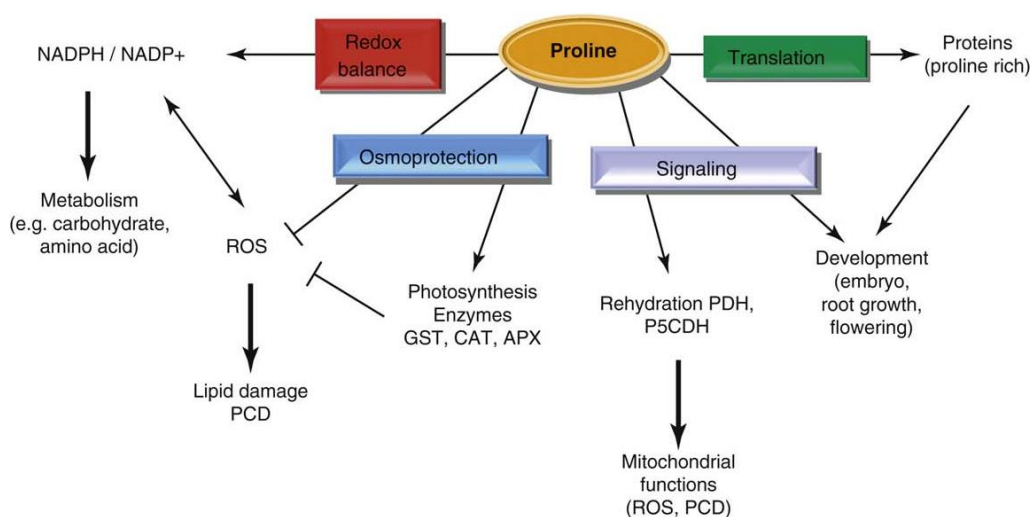 NADPH / NADP+
Redox
balance
Proline
Translation
Proteins
(proline rich)
Osmoprotection
Signaling
Metabolism
(e.g. carbohydrate,
amino acid)
ROS
Photosynthesis
Enzymes
GST, CAT, APX
Rehydration PDH,
P5CDH
Development
(embryo,
root growth,
flowering)
Lipid damage
PCD
Mitochondrial
functions
(ROS, PCD)